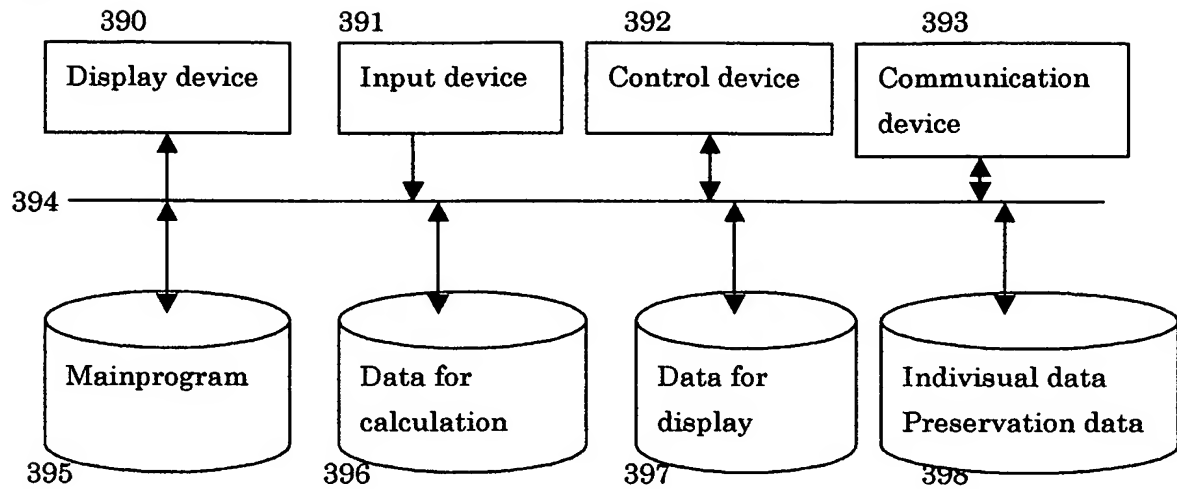 390 391 392 393
Display device Input device Control device Communication
device
394
Mainprogram Data for Data for Indivisual data
calculation display Preservation data
395 396 397 398